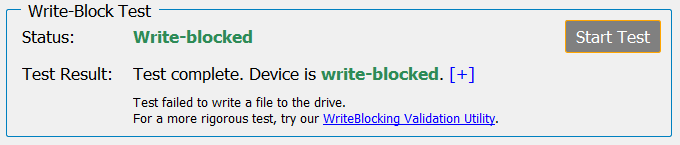 Write-Block Test
Status: Write-blocked
Start Test
Test Result: Test complete. Device is write-blocked. [+]
Test failed to write a file to the drive.
For a more rigorous test, try our WriteBlocking Validation Utility.